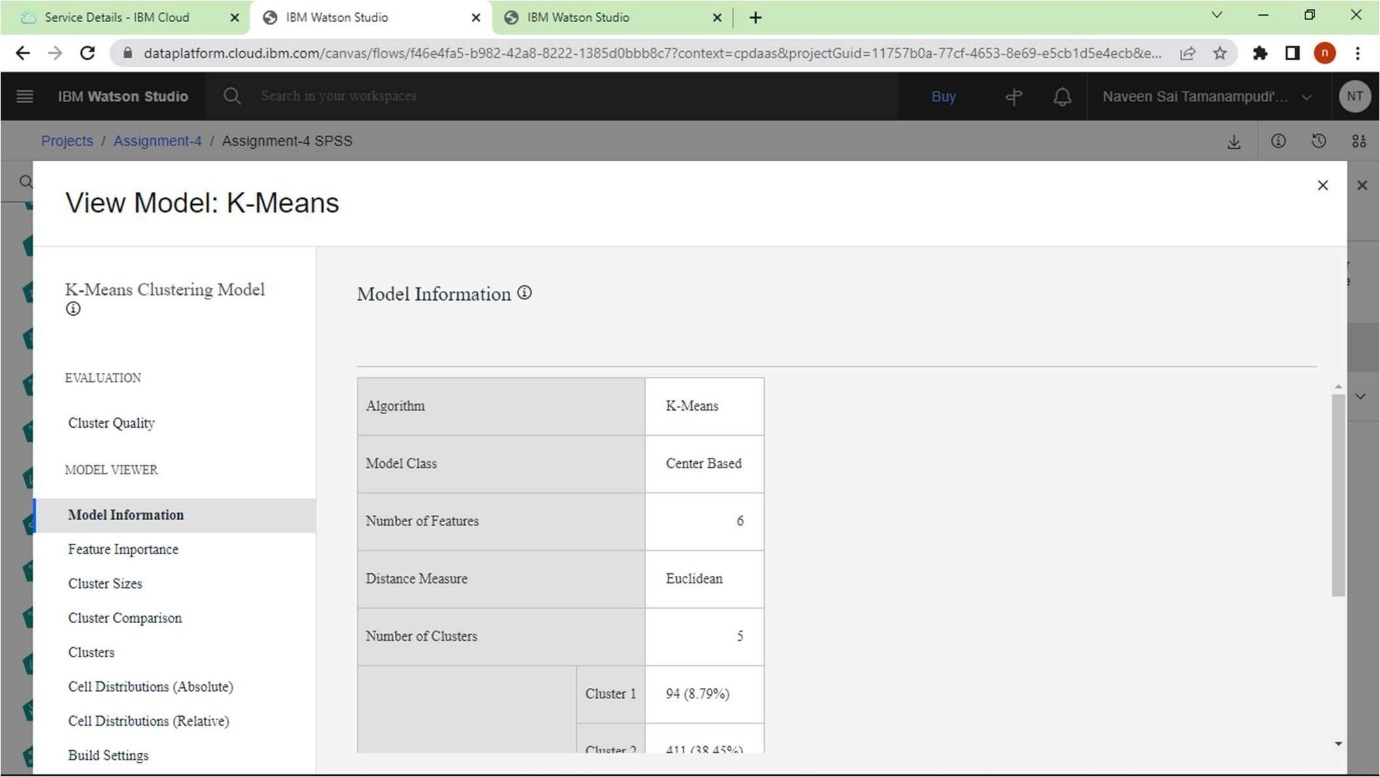 Service Details - IBM Cloud
IBM Watson Studio
IBM Watson Studio
dataplatform.cloud.ibm.com/canvas/flows/f46e4fa5-b982-42a8-8222-1385d0bbb8c7?context=cpdaas&projectGuid=11757b0a-77cf-4653-8e69-e5cb1d5e4ecb&e...
n
IBM Watson Studio
Search in your workspaces
Buy
Naveen Sai Tamanampudi'...
NT
Projects / Assignment-4 / Assignment-4 SPSS
View Model: K-Means
K-Means Clustering Model
EVALUATION
Cluster Quality
MODEL VIEWER
Model Information
Feature Importance
Cluster Sizes
Cluster Comparison
Clusters
Cell Distributions (Absolute)
Cell Distributions (Relative)
Build Settings
Model Information
Algorithm K-Means
Model Class Center Based
Number of Features 6
Distance Measure Euclidean
Number of Clusters 5
Cluster 1 94 (8.79%)
Cluster 2 411 (38.45%)